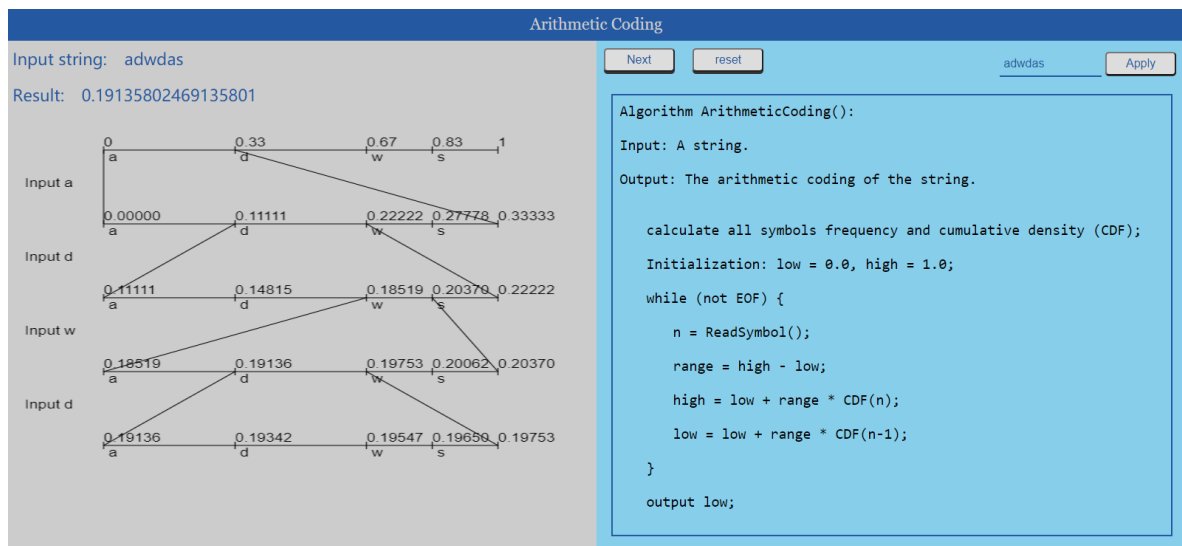 Arithmetic Coding
Input string: adwdas
Result: 0.19135802469135801
0 0.33 0.67 0.83 1
a d w s
Input a
0.00000 0.11111 0.22222 0.27778 0.33333
a d w s
Input d
0.11111 0.14815 0.18519 0.20370 0.22222
a d w s
Input w
0.18519 0.19136 0.19753 0.20062 0.20370
a d w s
Input d
0.19136 0.19342 0.19547 0.19650 0.19753
a d w s
Next reset adwdas Apply
Algorithm ArithmeticCoding():
Input: A string.
Output: The arithmetic coding of the string.
calculate all symbols frequency and cumulative density (CDF);
Initialization: low = 0.0, high = 1.0;
while (not EOF) {
n = ReadSymbol();
range = high - low;
high = low + range * CDF(n);
low = low + range * CDF(n-1);
}
output low;